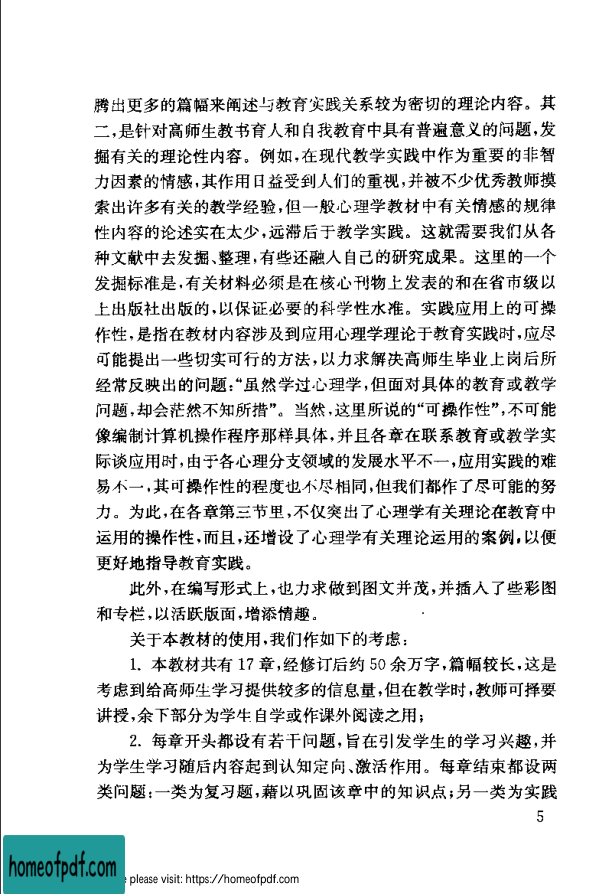 腾出更多的篇幅来阐述与教育实践关系较为密切的理论内容。其
二,是针对高师生教书育人和自我教育中具有普遍意义的问题,发
掘有关的理论性内容。例如,在现代教学实践中作为重要的非智
力因素的情感,其作用日益受到人们的重视,并被不少优秀教师摸
索出许多有关的教学经验,但一般心理学教材中有关情感的规律
性内容的论述实在太少,远滞后于教学实践。这就需要我们从各
种文献中去发掘、整理,有些还融入自己的研究成果。这里的一个
发掘标准是,有关材料必须是在核心刊物上发表的和在省市级以
上出版社出版的,以保证必要的科学性水准。实践应用上的可操
作性,是指在教材内容涉及到应用心理学理论于教育实践时,应尽
可能提出一些切实可行的方法,以力求解决高师生毕业上岗后所
经常反映出的问题:“虽然学过心理学,但面对具体的教育或教学
问题,却会茫然不知所措”。当然,这里所说的“可操作性”,不可能
像编制计算机操作程序那样具体,并且各章在联系教育或教学实
际谈应用时,由于各心理分支领域的发展水平不一,应用实践的难
易不一,其可操作性的程度也不尽相同,但我们都作了尽可能的努
力。为此,在各章第三节里,不仅突出了心理学有关理论在教育中
运用的操作性,而且,还增设了心理学有关理论运用的案例,以便
更好地指导教育实践。
此外,在编写形式上,也力求做到图文并茂,并插入了些彩图
和专栏,以活跃版面,增添情趣。
关于本教材的使用,我们作如下的考虑:
1. 本教材共有 17 章,经修订后约 50 余万字,篇幅较长,这是
考虑到给高师生学习提供较多的信息量,但在教学时,教师可择要
讲授,余下部分为学生自学或作课外阅读之用;
2. 每章开头都设有若干问题,旨在引发学生的学习兴趣,并
为学生学习随后内容起到认知定向、激活作用。每章结束都设两
类问题:一类为复习题,藉以巩固该章中的知识点;另一类为实践
5
homeofpdf.com
e please visit: https://homeofpdf.com